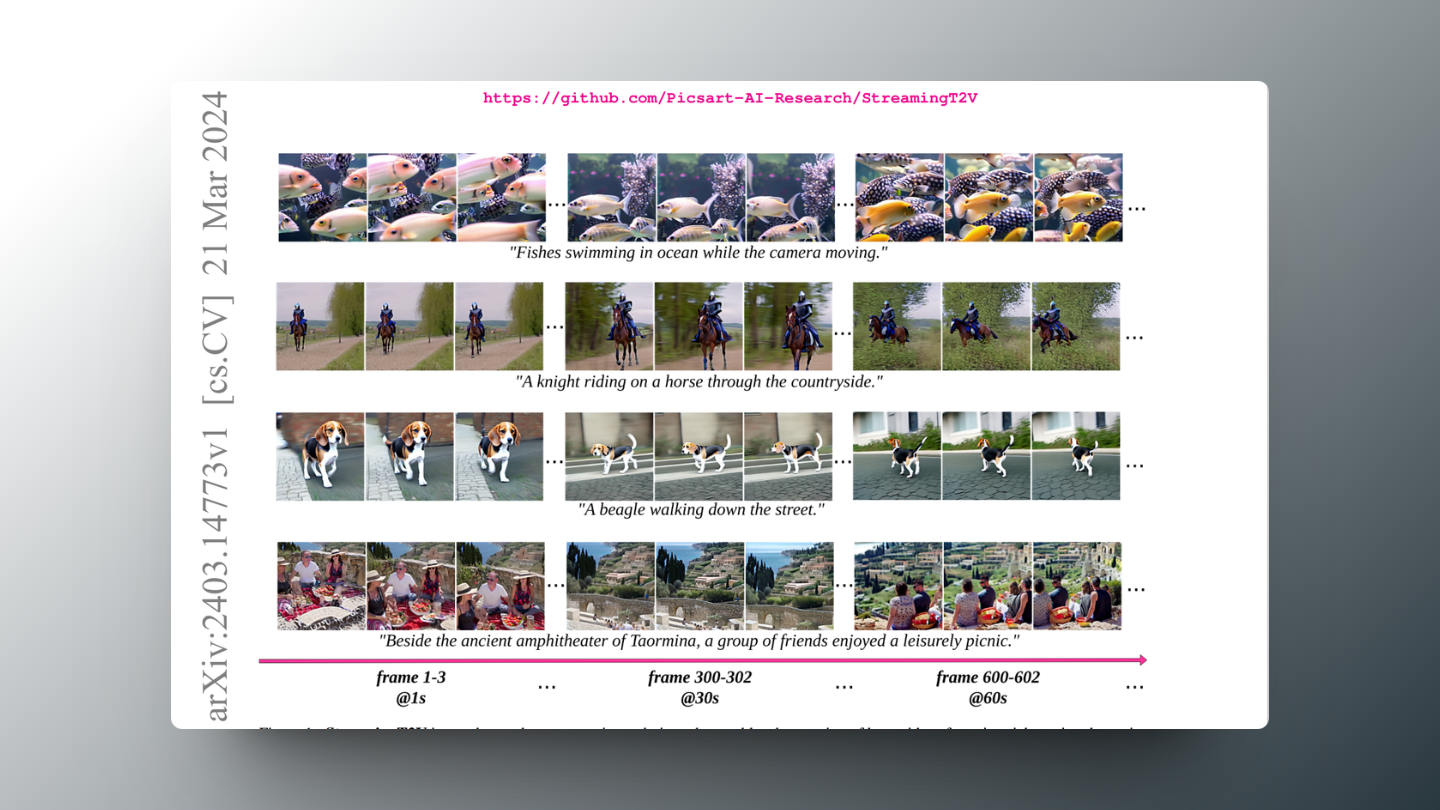 https://github.com/Picsart-AI-Research/StreamingT2V
arXiv:2403.14773v1 [cs.CV] 21 Mar 2024
... ... ...
"Fishes swimming in ocean while the camera moving."
... ... ...
"A knight riding on a horse through the countryside."
... ... ...
"A beagle walking down the street."
... ... ...
"Beside the ancient amphitheater of Taormina, a group of friends enjoyed a leisurely picnic."
frame 1-3 ... frame 300-302 ... frame 600-602 ...
@1s @30s @60s